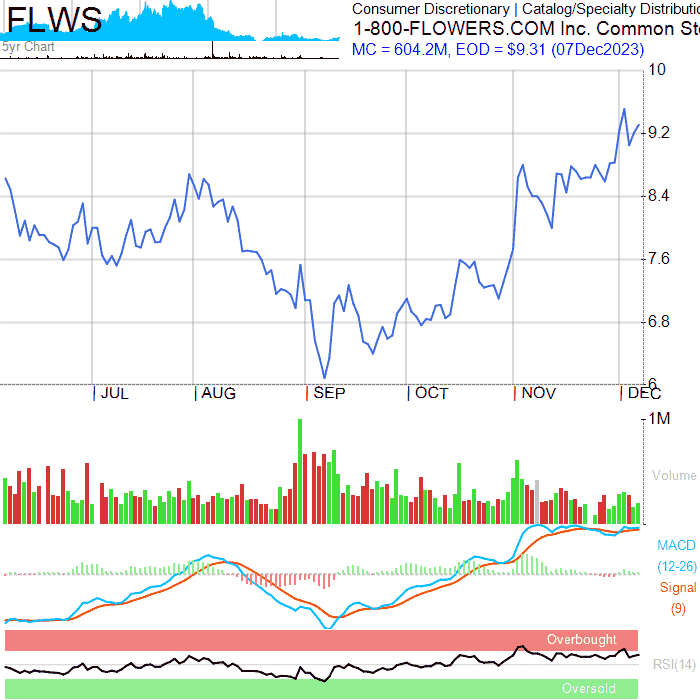 FLWS
5yr Chart
Consumer Discretionary | Catalog/Specialty Distributio
1-800-FLOWERS.COM Inc. Common Sto
MC = 604.2M, EOD = $9.31 (07Dec2023)
10
9.2
8.4
7.6
6.8
6
JUL AUG SEP OCT NOV DEC
1M
Volume
MACD
(12-26)
Signal
(9)
Overbought
RSI(14)
Oversold